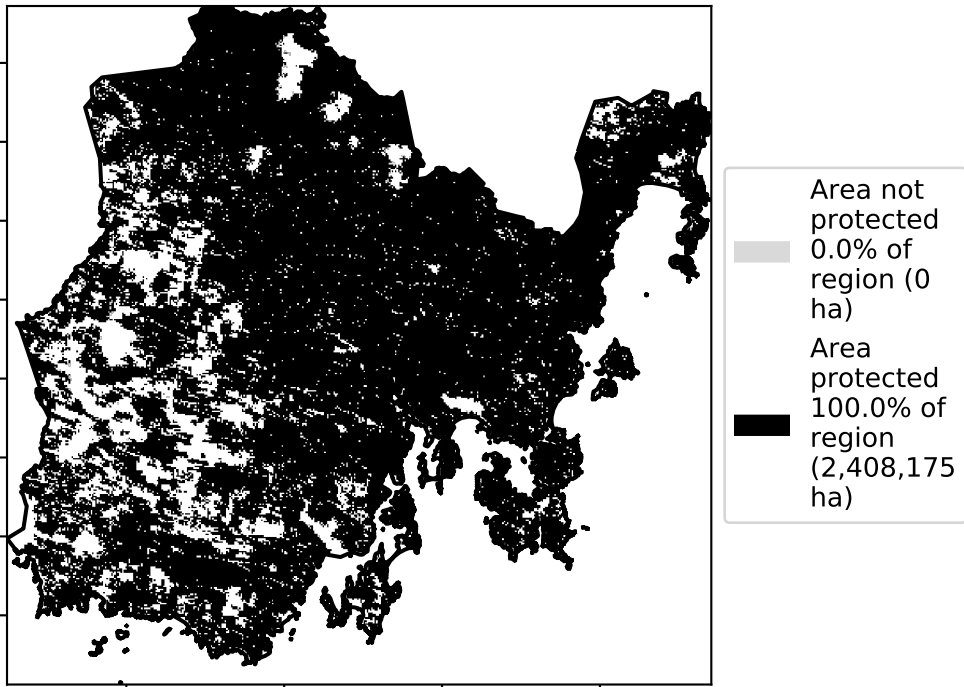 Area not
protected
0.0% of
region (0
ha)
Area
protected
100.0% of
region
(2,408,175
ha)